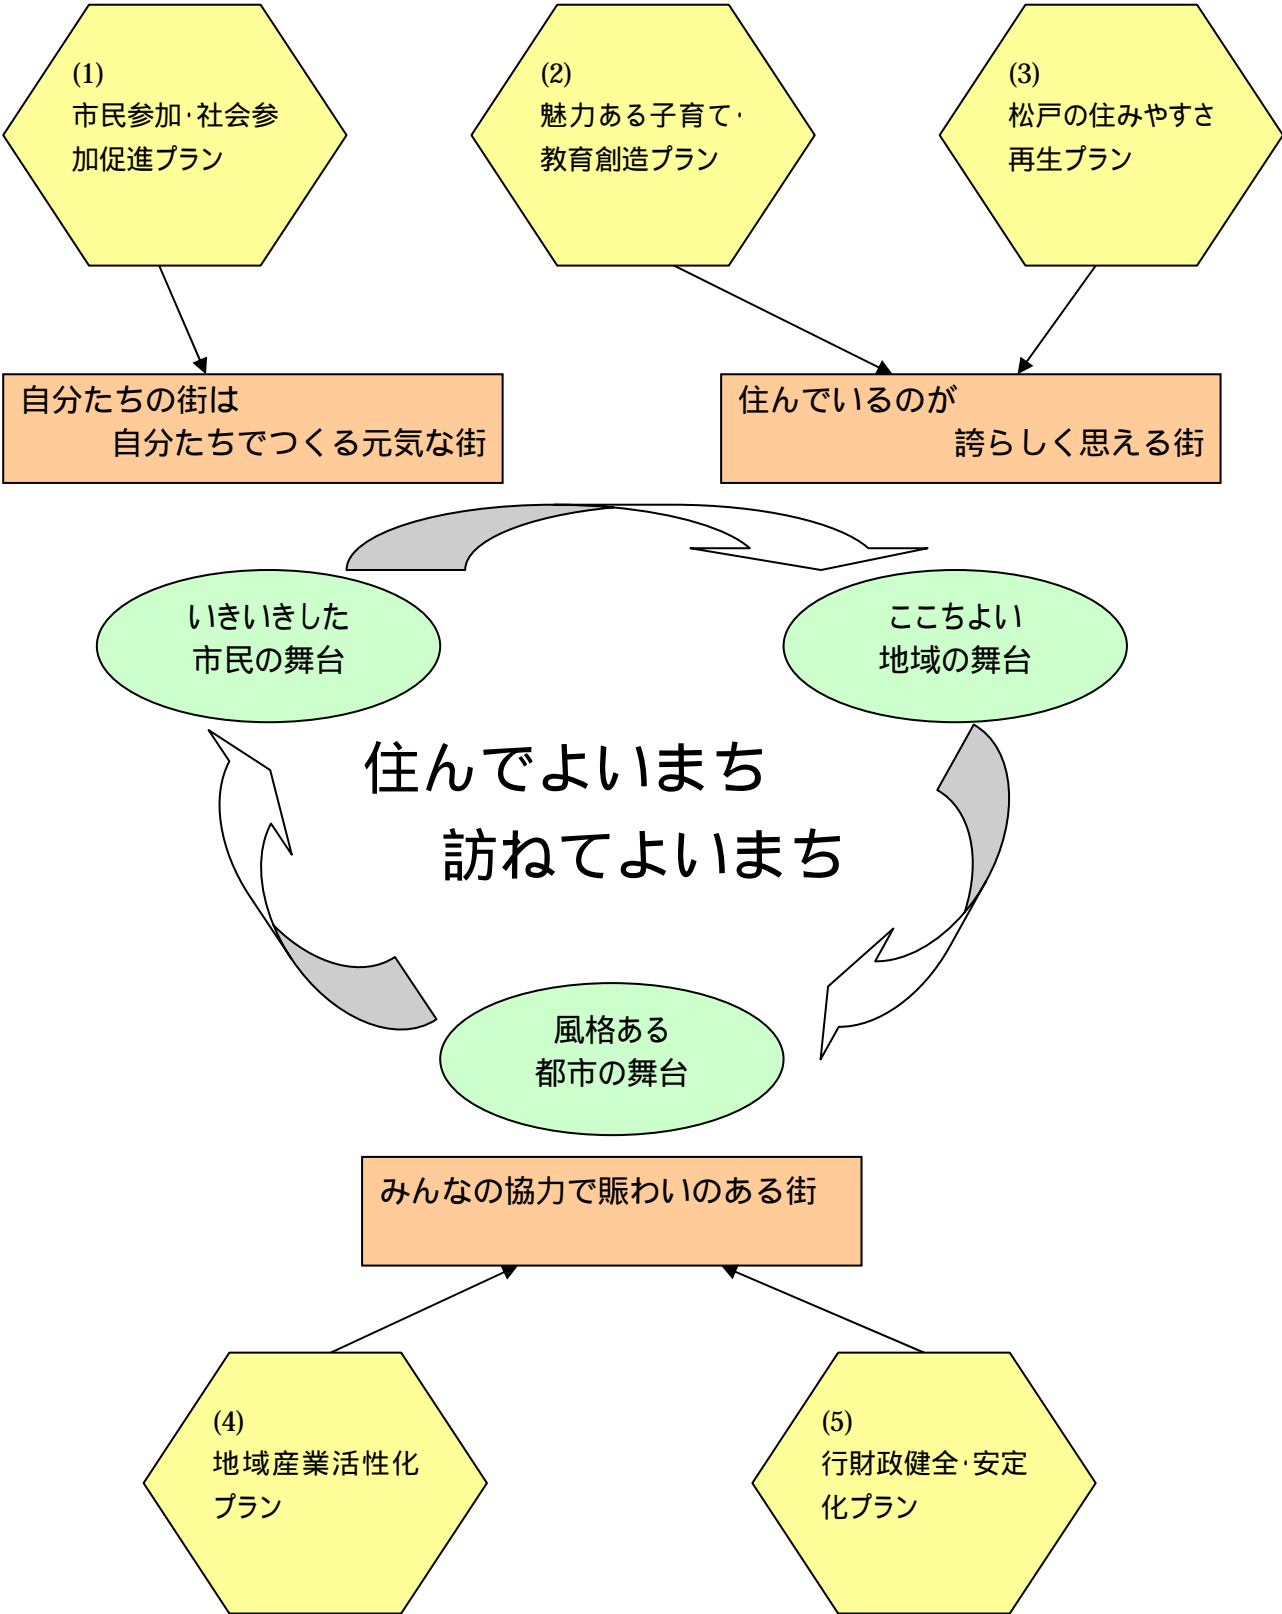 (1)
市民参加・社会参
加促進プラン
(2)
魅力ある子育て・
教育創造プラン
(3)
松戸の住みやすさ
再生プラン
自分たちの街は
自分たちでつくる元気な街
住んでいるのが
誇らしく思える街
いきいきした
市民の舞台
ここちよい
地域の舞台
住んでよいまち
訪ねてよいまち
風格ある
都市の舞台
みんなの協力で賑わいのある街
(4)
地域産業活性化
プラン
(5)
行財政健全・安定
化プラン